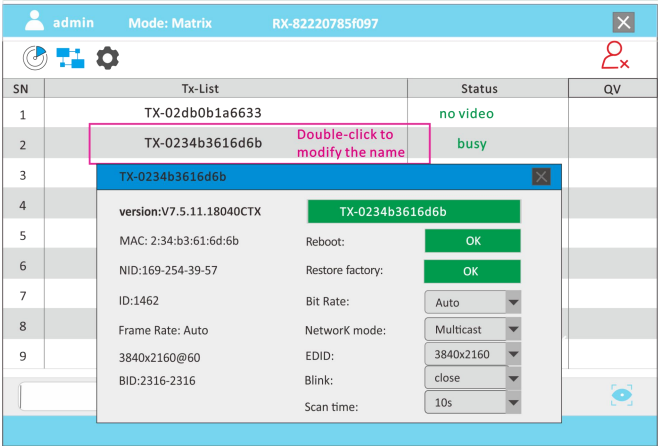 admin Mode: Matrix RX-82220785f097
SN Tx-List Status QV
1 TX-02db0b1a6633 no video
2 TX-0234b3616d6b Double-click to modify the name busy
3
4
5
6
7
8
9
TX-0234b3616d6b
version:V7.5.11.18040CTX TX-0234b3616d6b
MAC: 2:34:b3:61:6d:6b Reboot: OK
NID:169-254-39-57 Restore factory: OK
ID:1462 Bit Rate: Auto
Frame Rate: Auto NetworK mode: Multicast
3840x2160@60 EDID: 3840x2160
BID:2316-2316 Blink: close
Scan time: 10s